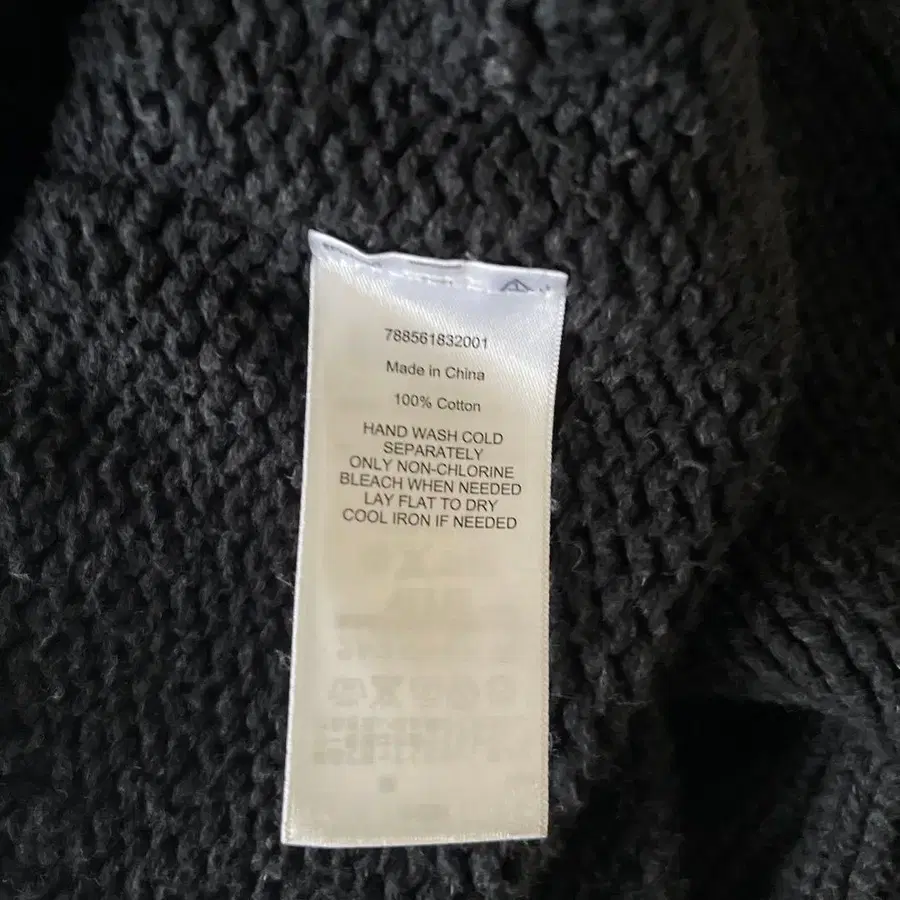 788561832001
Made in China
100% Cotton
HAND WASH COLD
SEPARATELY
ONLY NON-CHLORINE
BLEACH WHEN NEEDED
LAY FLAT TO DRY
COOL IRON IF NEEDED